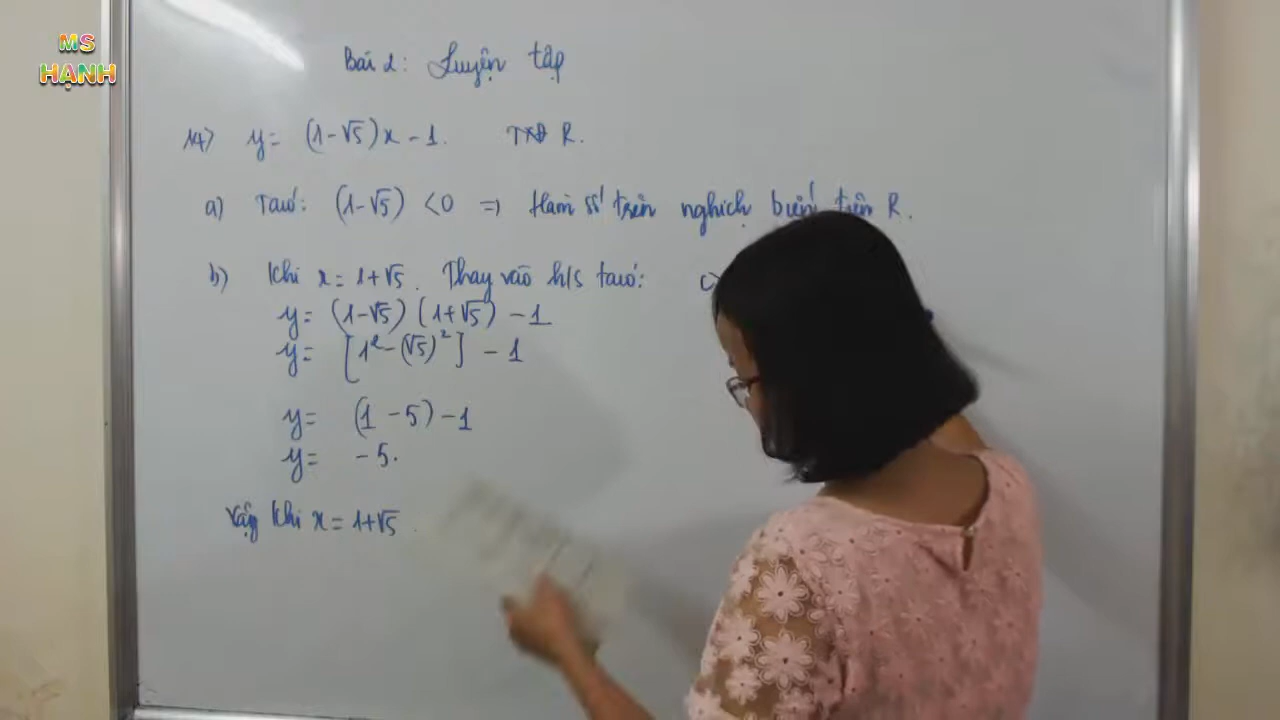 MS
HẠNH
Bài 2: Luyện tập
14) y = (1-√5)x - 1. TXĐ R.
a) Ta có: (1-√5) <0 => Hàm số trên nghịch biến trên R.
b) Khi x = 1+√5. Thay vào h/s ta có:
y = (1-√5) (1+√5) - 1
y = [1² - (√5)²] - 1
y = (1 - 5) - 1
y = - 5.
Vậy khi x = 1+√5
c)